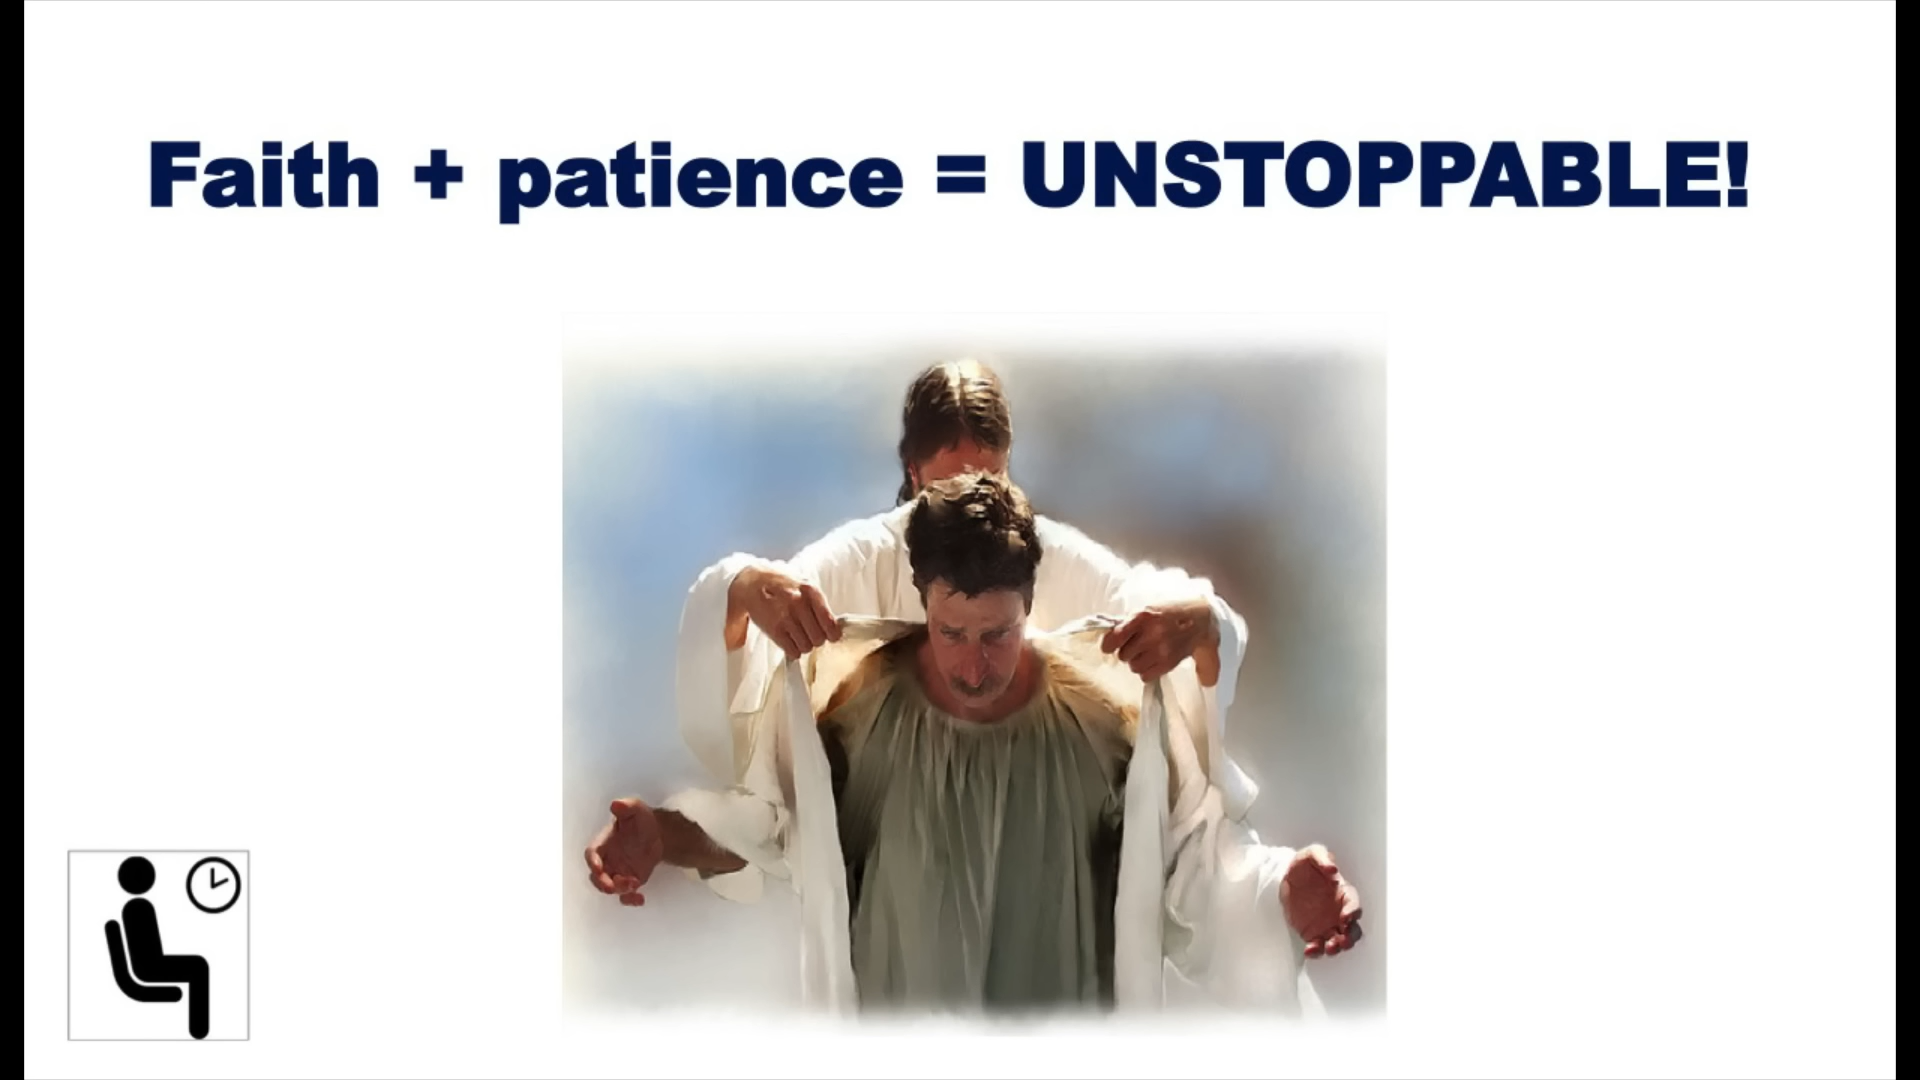 Faith + patience = UNSTOPPABLE!